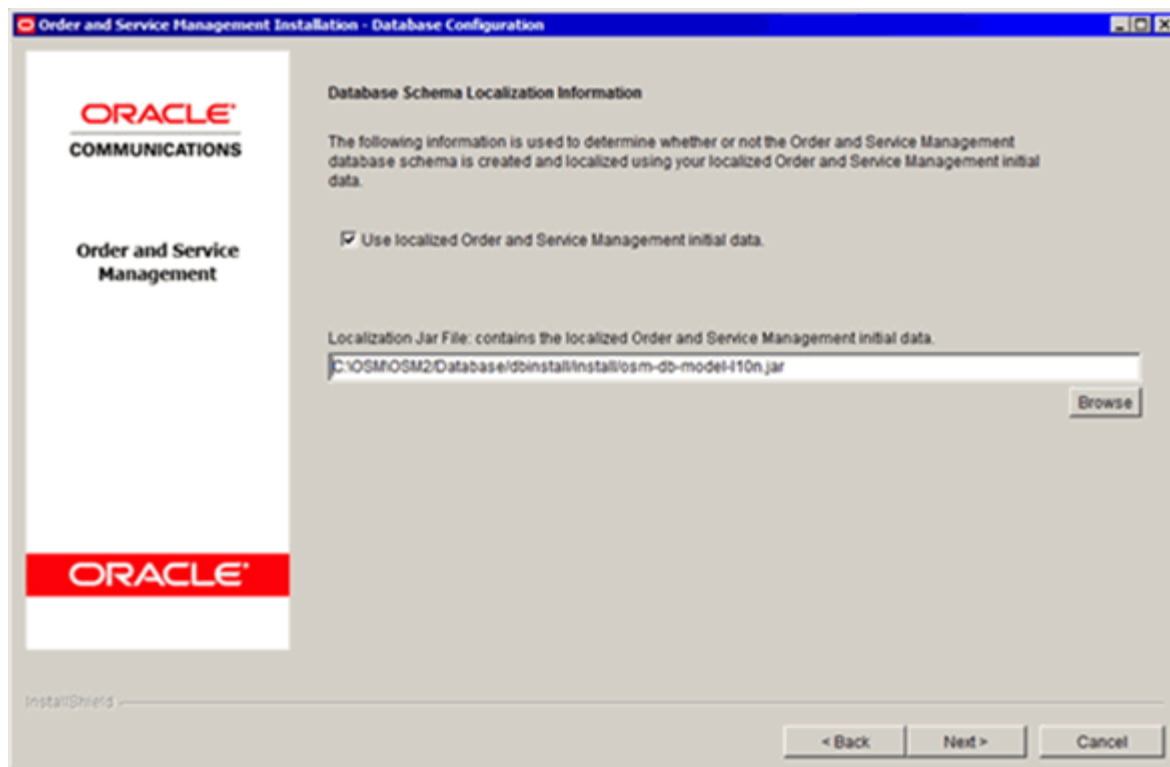 Order and Service Management Installation - Database Configuration
ORACLE®
COMMUNICATIONS
Order and Service
Management
ORACLE®
Database Schema Localization Information
The following information is used to determine whether or not the Order and Service Management
database schema is created and localized using your localized Order and Service Management initial
data.
Use localized Order and Service Management initial data.
Localization Jar File: contains the localized Order and Service Management initial data.
C:\OSM\OSM2/Database/dbinstall/install/osm-db-model-l10n.jar
Browse
InstallShield
< Back
Next >
Cancel